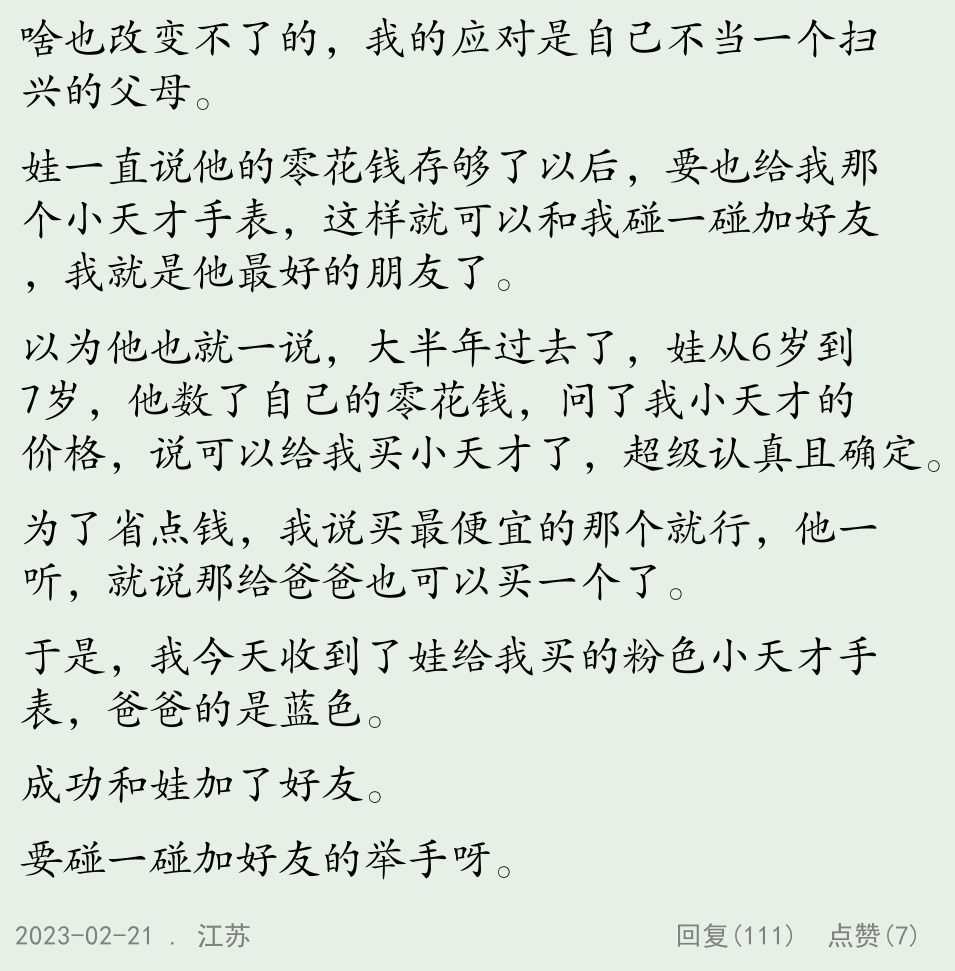 啥也改变不了的，我的应对是自己不当一个扫
兴的父母。
娃一直说他的零花钱存够了以后，要也给我那
个小天才手表，这样就可以和我碰一碰加好友
，我就是他最好的朋友了。
以为他也就一说，大半年过去了，娃从6岁到
7岁，他数了自己的零花钱，问了我小天才的
价格，说可以给我买小天才了，超级认真且确定。
为了省点钱，我说买最便宜的那个就行，他一
听，就说那给爸爸也可以买一个了。
于是，我今天收到了娃给我买的粉色小天才手
表，爸爸的是蓝色。
成功和娃加了好友。
要碰一碰加好友的举手呀。
2023-02-21 . 江苏 回复(111) 点赞(7)